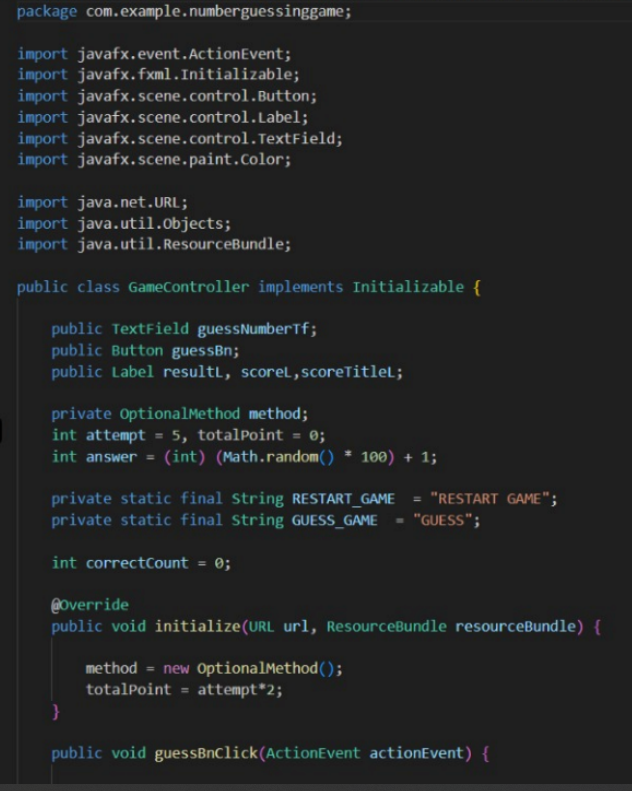 package com.example.numberguessinggame;
import javafx.event.ActionEvent;
import javafx.fxml.Initializable;
import javafx.scene.control.Button;
import javafx.scene.control.Label;
import javafx.scene.control.TextField;
import javafx.scene.paint.Color;
import java.net.URL;
import java.util.Objects;
import java.util.ResourceBundle;
public class GameController implements Initializable {
public TextField guessNumberTf;
public Button guessBn;
public Label resultL, scoreL,scoreTitleL;
private OptionalMethod method;
int attempt = 5, totalPoint = 0;
int answer = (int) (Math.random() * 100) + 1;
private static final String RESTART_GAME  = "RESTART GAME";
private static final String GUESS_GAME  = "GUESS";
int correctCount = 0;
@Override
public void initialize(URL url, ResourceBundle resourceBundle) {
method = new OptionalMethod();
totalPoint = attempt*2;
}
public void guessBnClick(ActionEvent actionEvent) {